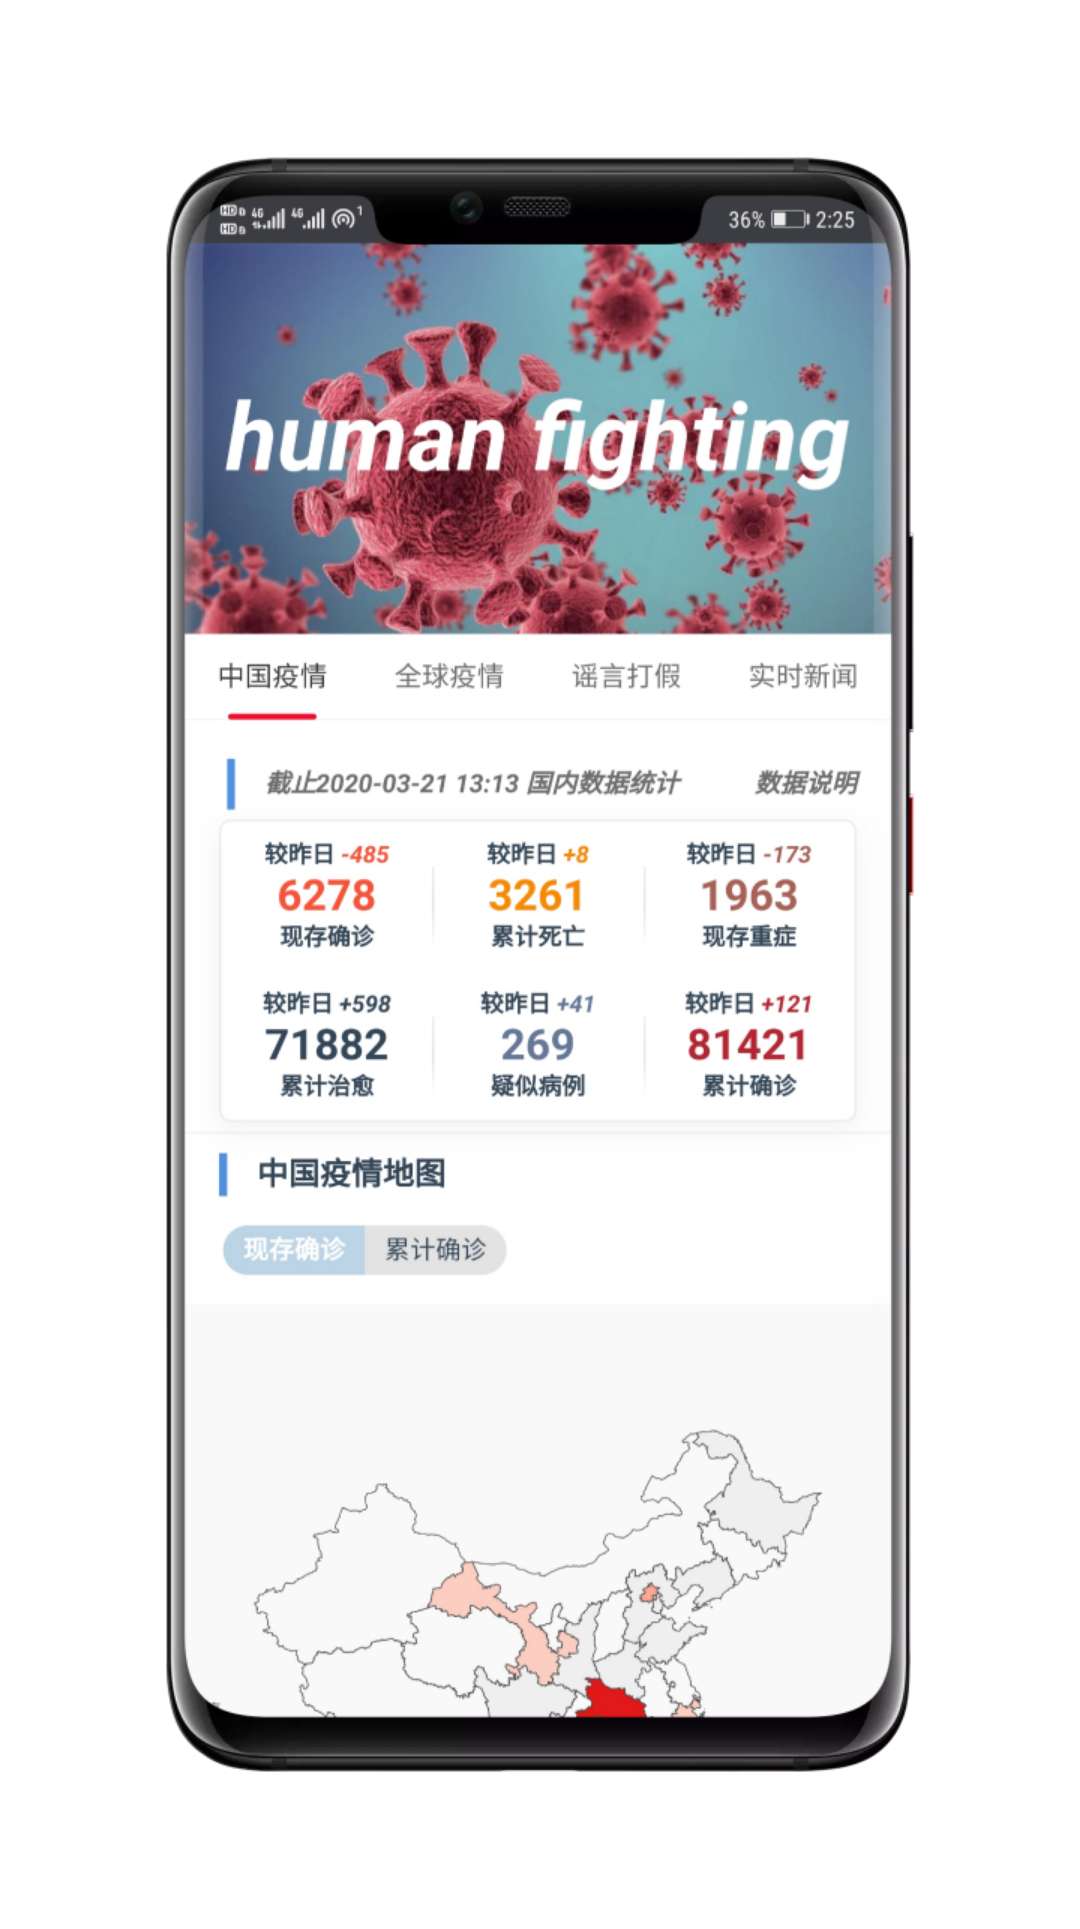 HD 1 4G 4G 1 36% 2:25
HD 2
human fighting
中国疫情 全球疫情 谣言打假 实时新闻
截止2020-03-21 13:13 国内数据统计 数据说明
较昨日 -485 较昨日 +8 较昨日 -173
6278 3261 1963
现存确诊 累计死亡 现存重症
较昨日 +598 较昨日 +41 较昨日 +121
71882 269 81421
累计治愈 疑似病例 累计确诊
中国疫情地图
现存确诊 累计确诊